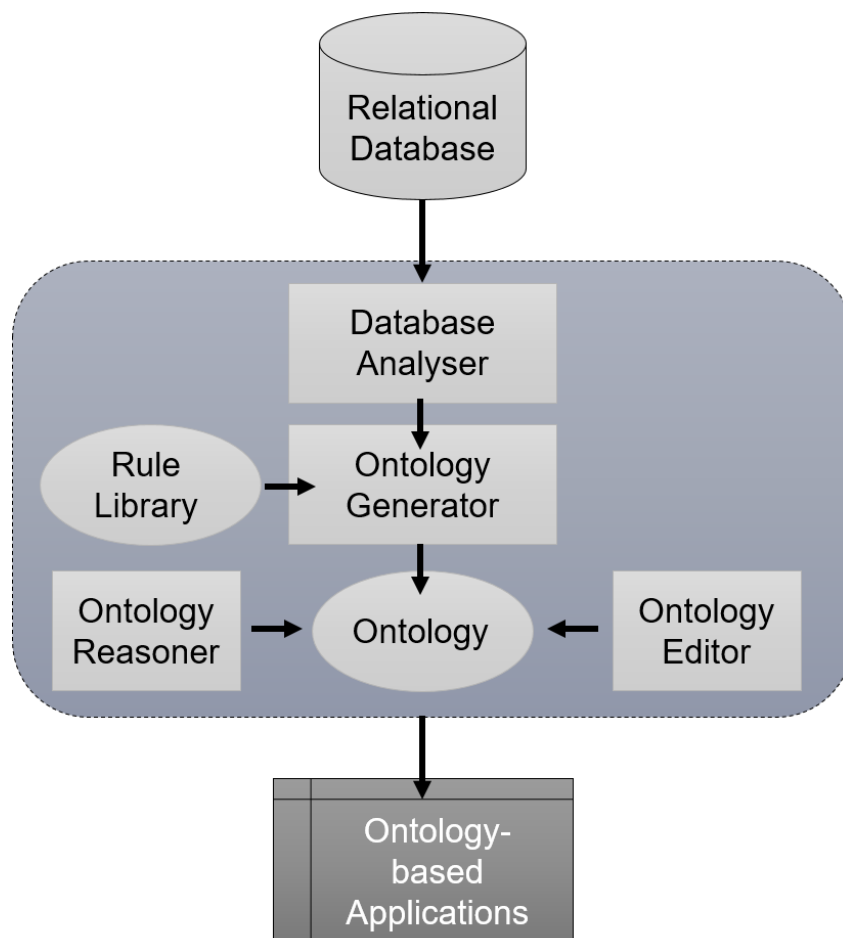 Relational
Database
Database
Analyser
Rule
Library
Ontology
Generator
Ontology
Reasoner
Ontology
Ontology
Editor
Ontology-
based
Applications